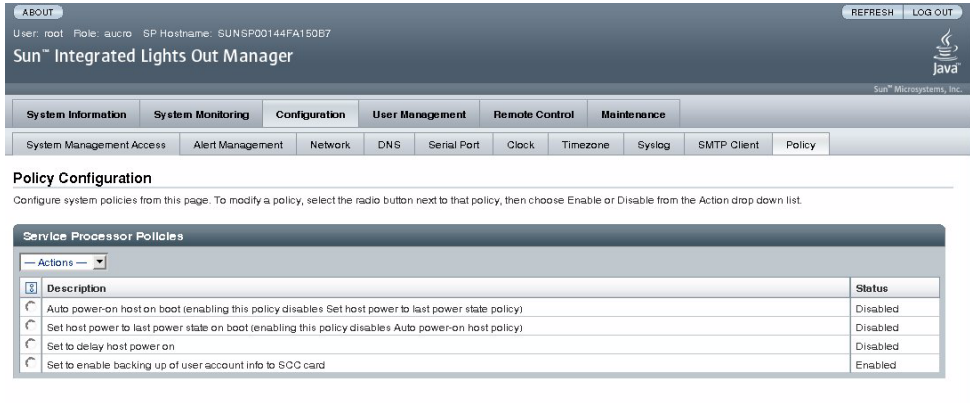 ABOUT REFRESH LOG OUT
User: root Role: aucro SP Hostname: SUNSP00144FA150B7
Sun™ Integrated Lights Out Manager
Java™
Sun™ Microsystems, Inc.
System Information System Monitoring Configuration User Management Remote Control Maintenance
System Management Access Alert Management Network DNS Serial Port Clock Timezone Syslog SMTP Client Policy
Policy Configuration
Configure system policies from this page. To modify a policy, select the radio button next to that policy, then choose Enable or Disable from the Action drop down list.
Service Processor Policies
— Actions —
Description Status
Auto power-on host on boot (enabling this policy disables Set host power to last power state policy) Disabled
Set host power to last power state on boot (enabling this policy disables Auto power-on host policy) Disabled
Set to delay host power on Disabled
Set to enable backing up of user account info to SCC card Enabled